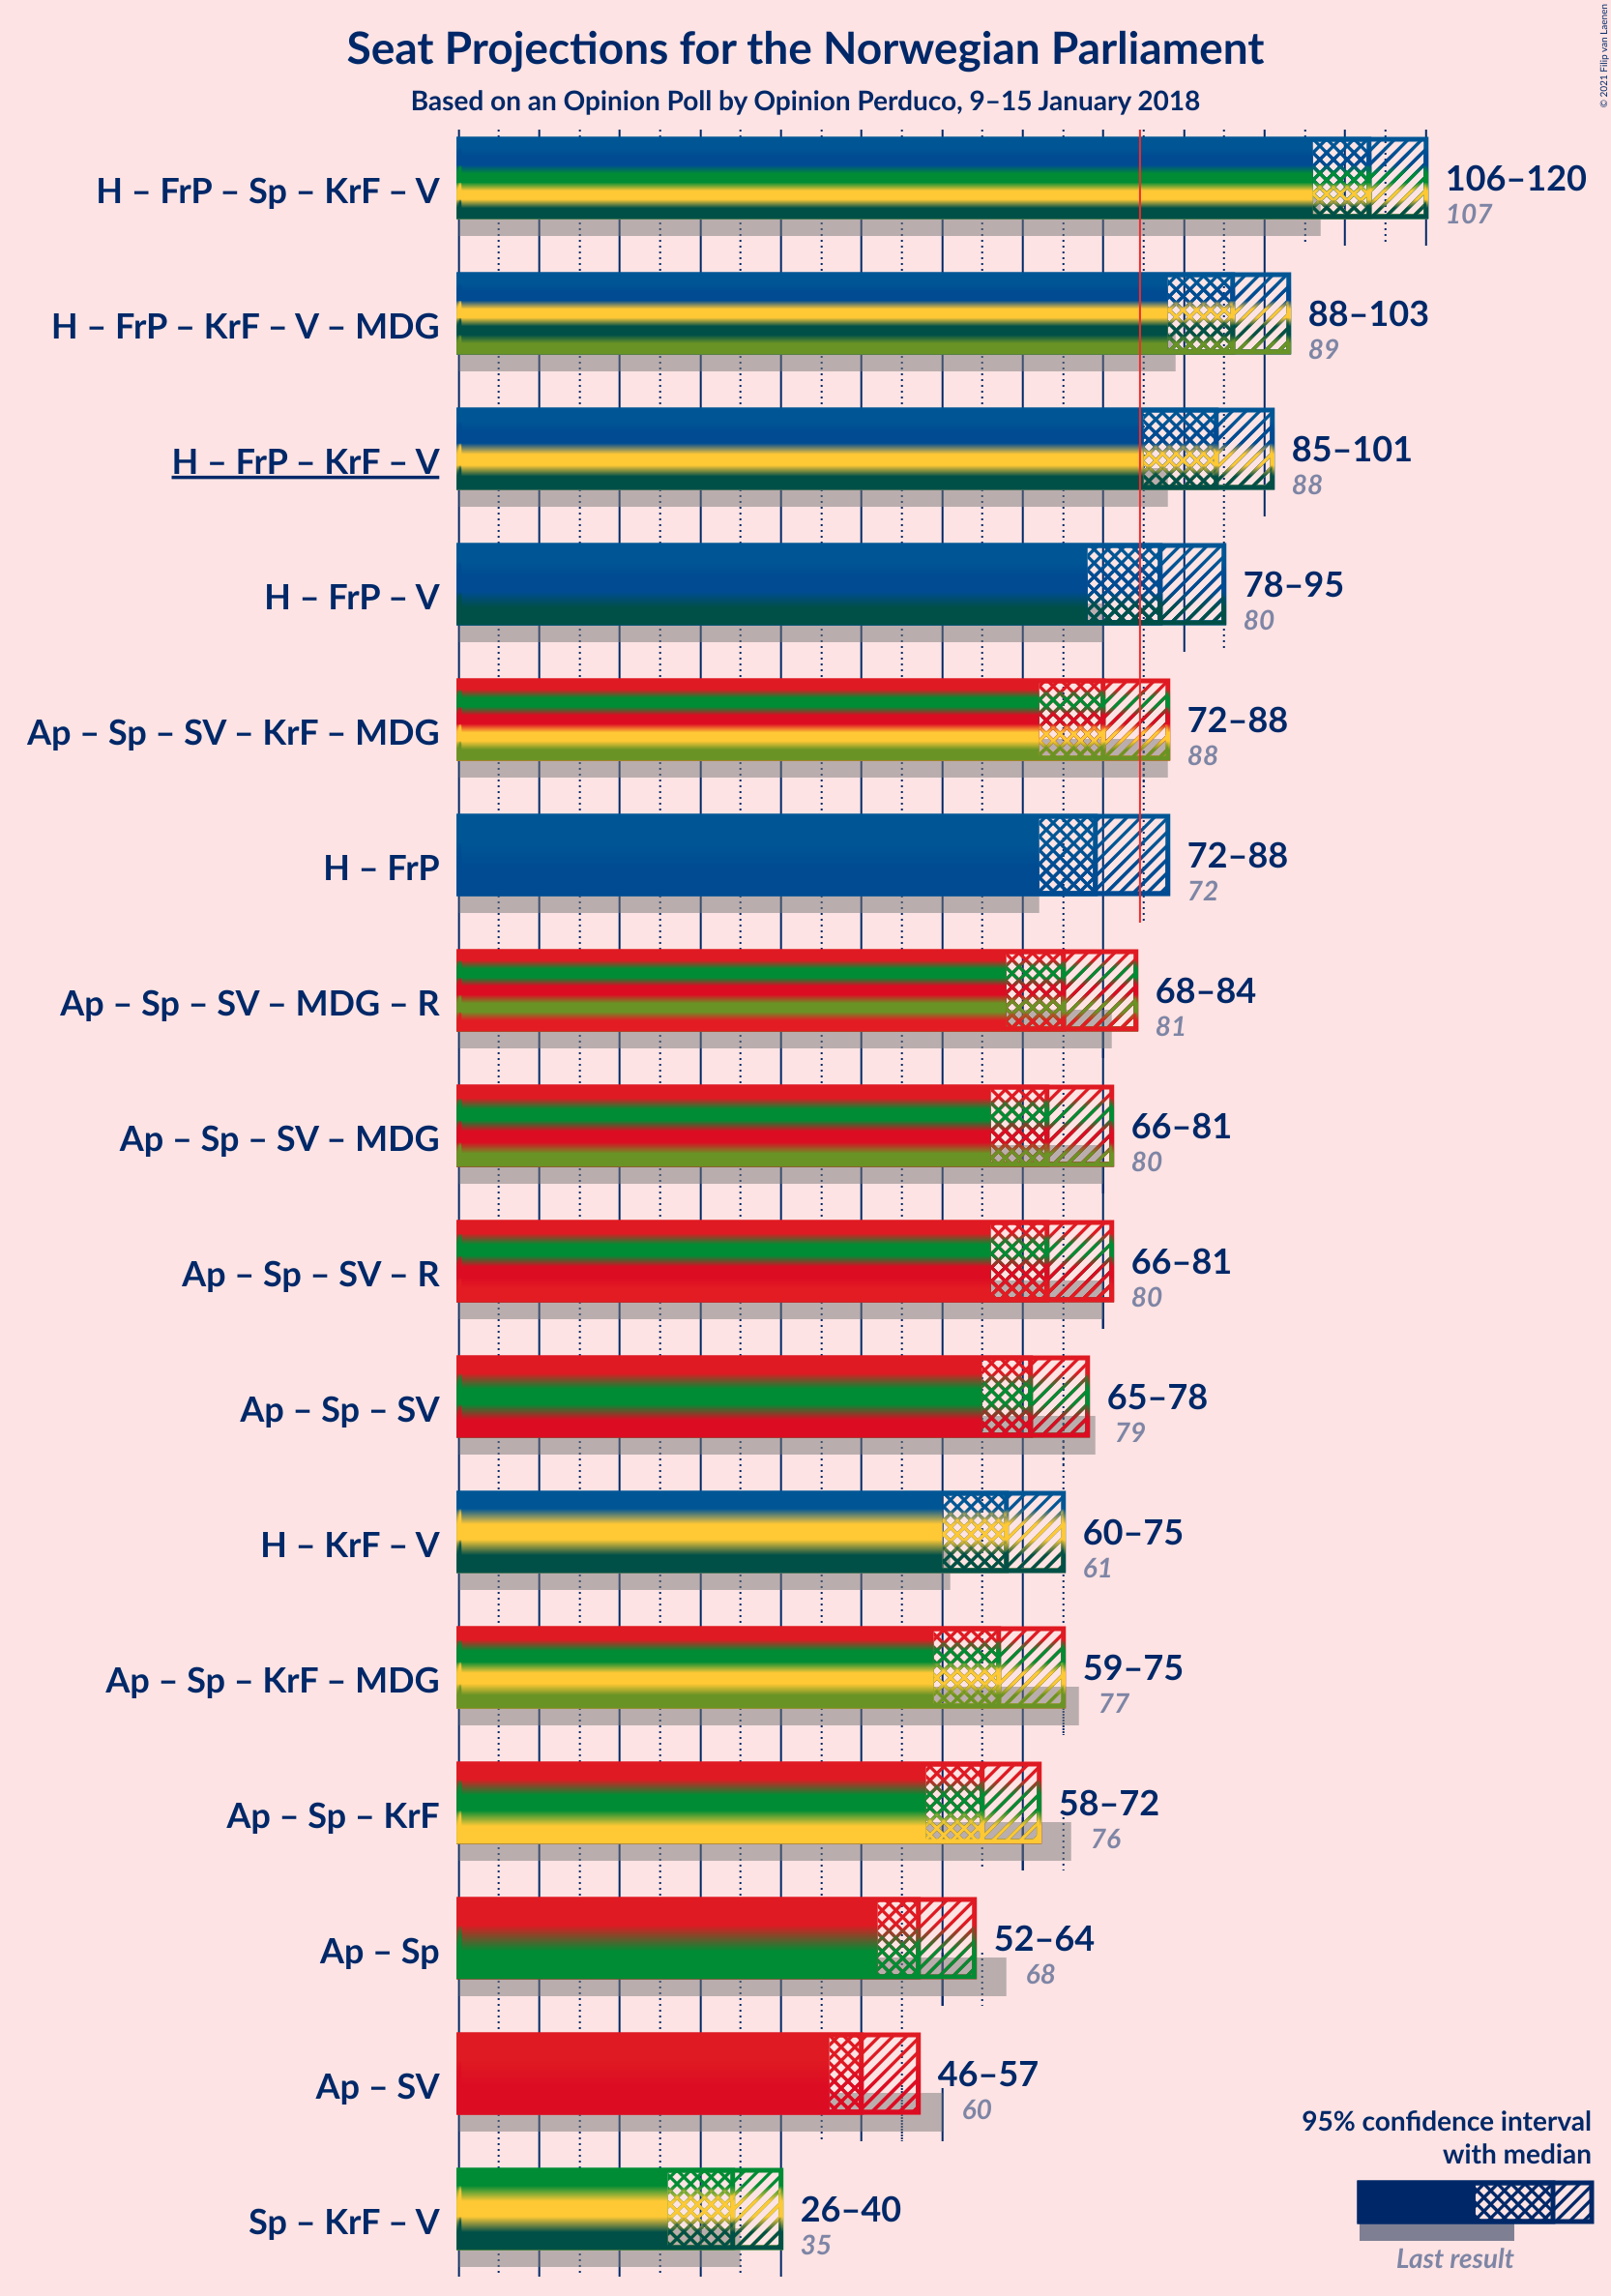 Seat Projections for the Norwegian Parliament
Based on an Opinion Poll by Opinion Perduco, 9–15 January 2018
© 2021 Filip van Laenen
H – FrP – Sp – KrF – V
106–120
107
H – FrP – KrF – V – MDG
88–103
89
H – FrP – KrF – V
85–101
88
H – FrP – V
78–95
80
Ap – Sp – SV – KrF – MDG
72–88
88
H – FrP
72–88
72
Ap – Sp – SV – MDG – R
68–84
81
Ap – Sp – SV – MDG
66–81
80
Ap – Sp – SV – R
66–81
80
Ap – Sp – SV
65–78
79
H – KrF – V
60–75
61
Ap – Sp – KrF – MDG
59–75
77
Ap – Sp – KrF
58–72
76
Ap – Sp
52–64
68
Ap – SV
46–57
60
Sp – KrF – V
26–40
35
95% confidence interval
with median
Last result